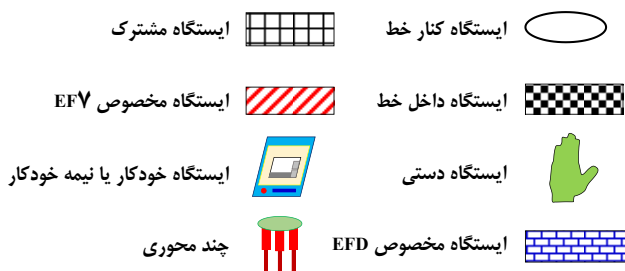 ایستگاه کنار خط
ایستگاه مشترک
ایستگاه داخل خط
ایستگاه مخصوص EF۷
ایستگاه دستی
ایستگاه خودکار یا نیمه خودکار
ایستگاه مخصوص EFD
چند محوری